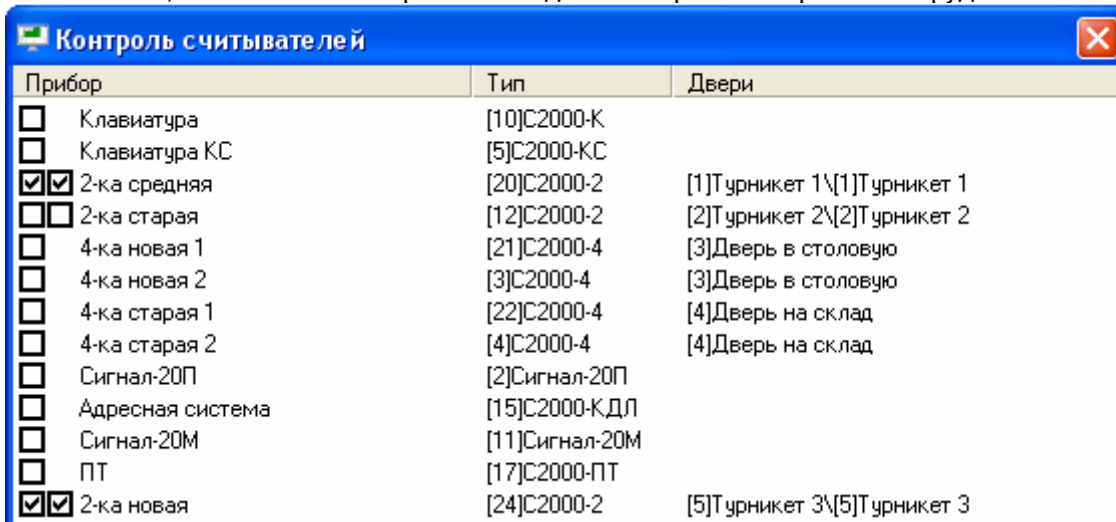 Контроль считывателей
Прибор Тип Двери
Клавиатура [10]С2000-К
Клавиатура КС [5]С2000-КС
2-ка средняя [20]С2000-2 [1]Турникет 1\[1]Турникет 1
2-ка старая [12]С2000-2 [2]Турникет 2\[2]Турникет 2
4-ка новая 1 [21]С2000-4 [3]Дверь в столовую
4-ка новая 2 [3]С2000-4 [3]Дверь в столовую
4-ка старая 1 [22]С2000-4 [4]Дверь на склад
4-ка старая 2 [4]С2000-4 [4]Дверь на склад
Сигнал-20П [2]Сигнал-20П
Адресная система [15]С2000-КДЛ
Сигнал-20М [11]Сигнал-20М
ПТ [17]С2000-ПТ
2-ка новая [24]С2000-2 [5]Турникет 3\[5]Турникет 3